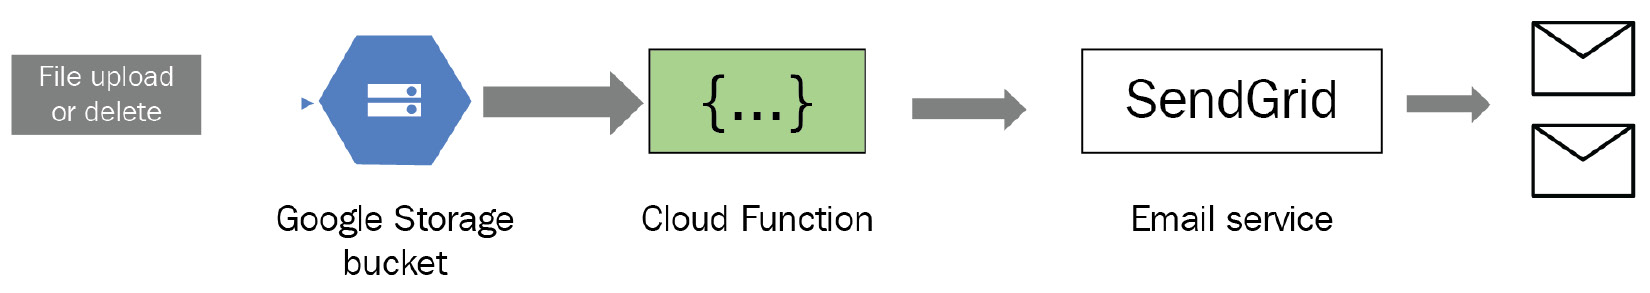 File upload
or delete
{...}
SendGrid
Google Storage
bucket
Cloud Function
Email service